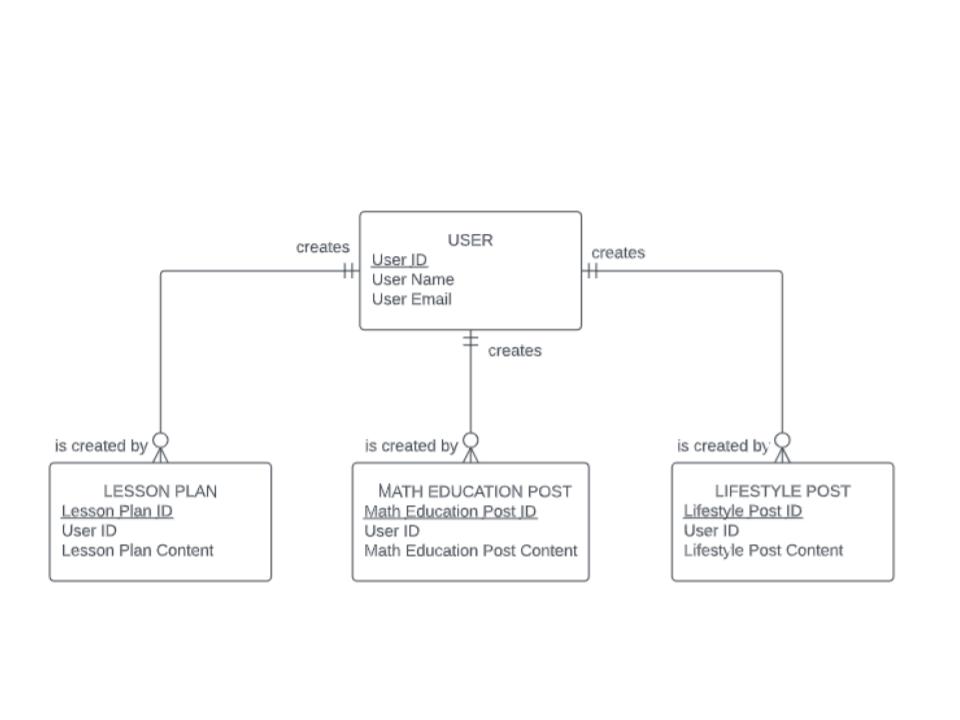 USER
User ID
User Name
User Email
creates
creates
creates
is created by
is created by
is created by
LESSON PLAN
Lesson Plan ID
User ID
Lesson Plan Content
MATH EDUCATION POST
Math Education Post ID
User ID
Math Education Post Content
LIFESTYLE POST
Lifestyle Post ID
User ID
Lifestyle Post Content